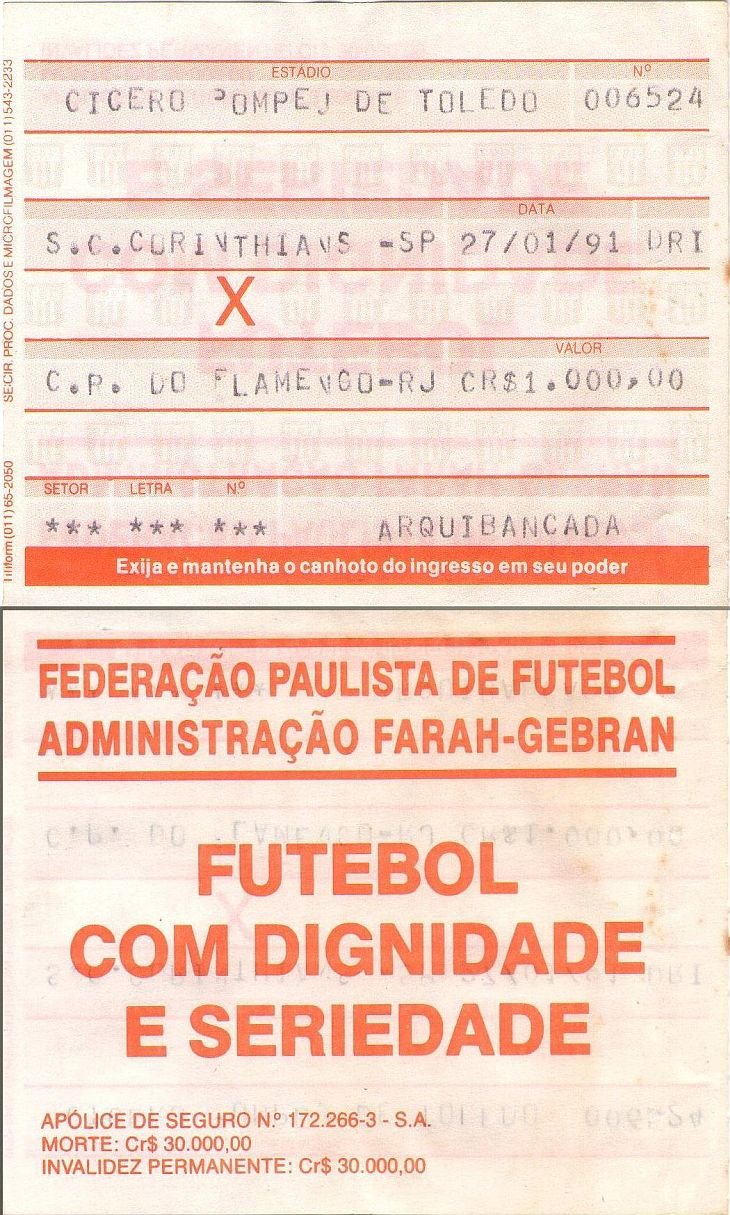 ESTÁDIO Nº
CICERO POMPEJ DE TOLEDO 006524
DATA
S.C.CORINTHIANS -SP 27/01/91 DRI
X
VALOR
C.P. DO FLAMENGO-RJ CR$1.000,00
SETOR LETRA Nº
*** *** *** ARQUIBANCADA
Exija e mantenha o canhoto do ingresso em seu poder
SECIR. PROC. DADOS E MICROFILMAGEM (011) 543-2233
(011) 65-2050
FEDERAÇÃO PAULISTA DE FUTEBOL
ADMINISTRAÇÃO FARAH-GEBRAN
FUTEBOL
COM DIGNIDADE
E SERIEDADE
APÓLICE DE SEGURO N.º 172.266-3 - S.A.
MORTE: Cr$ 30.000,00
INVALIDEZ PERMANENTE: Cr$ 30.000,00